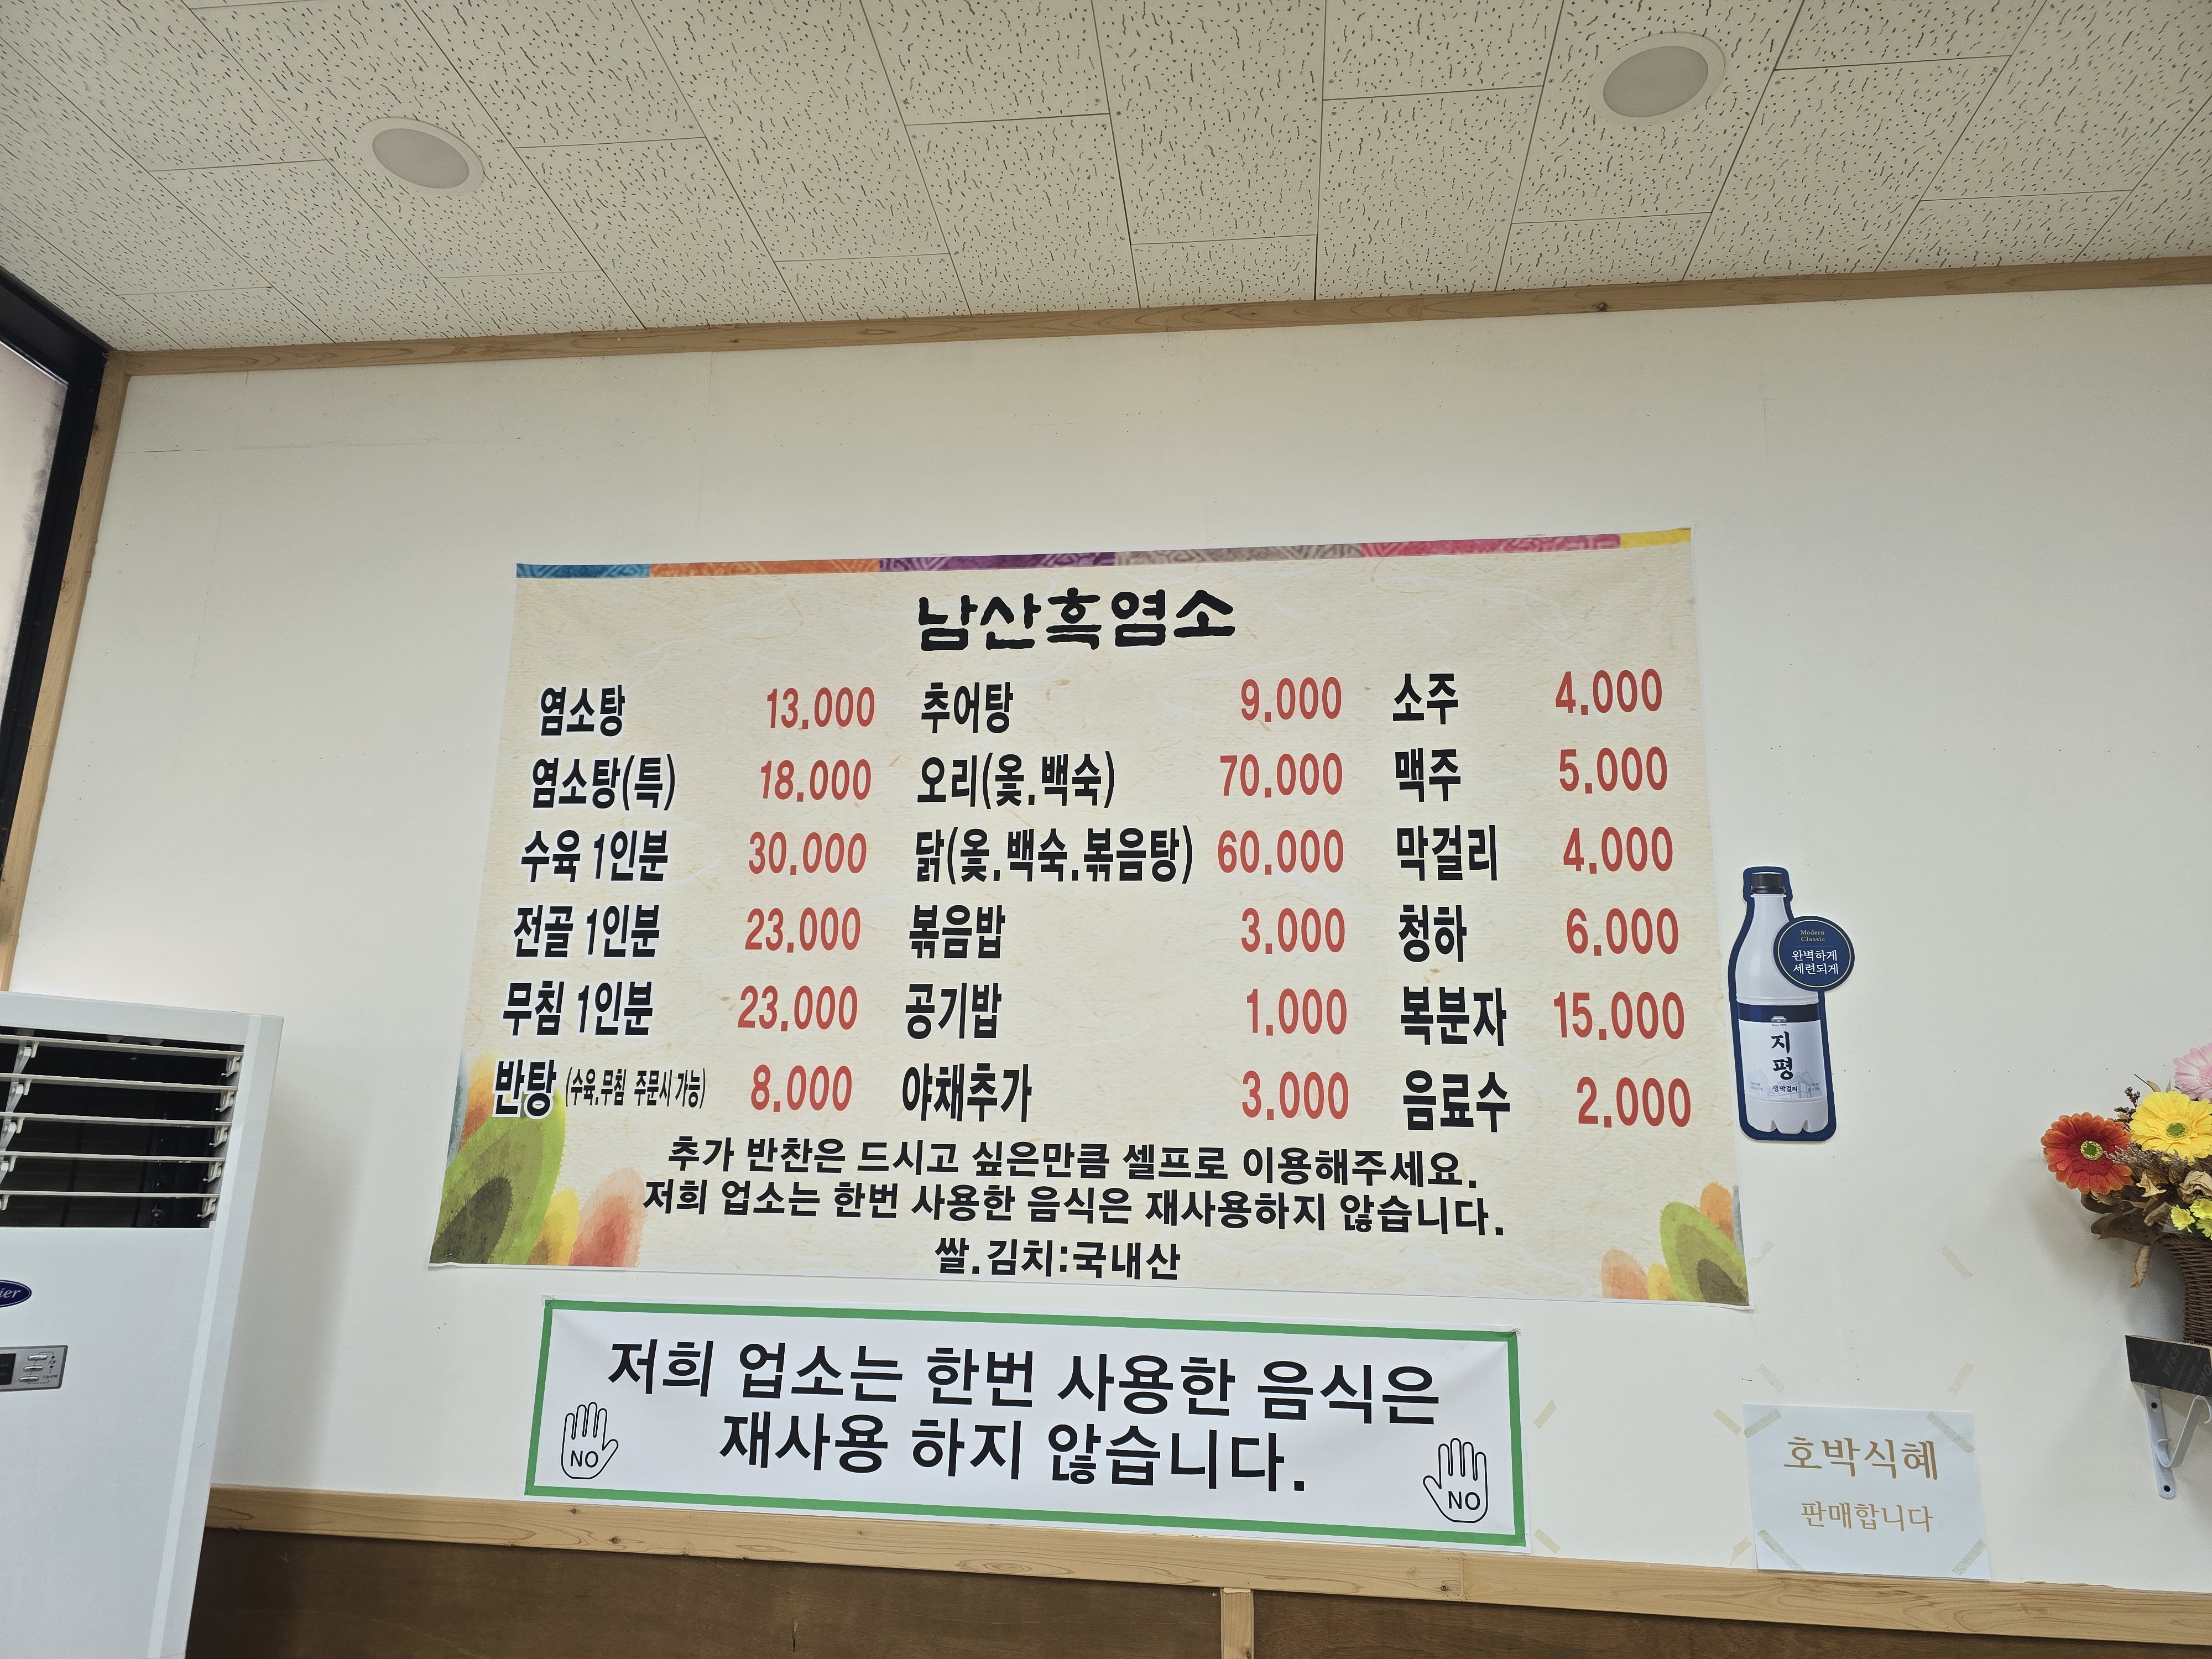 남산흑염소
염소탕 13.000 추어탕 9.000 소주 4.000
염소탕(특) 18.000 오리(옻.백숙) 70.000 맥주 5.000
수육 1인분 30.000 닭(옻.백숙.볶음탕) 60.000 막걸리 4.000
전골 1인분 23.000 볶음밥 3.000 청하 6.000
무침 1인분 23.000 공기밥 1.000 복분자 15.000
반탕 (수육.무침 주문시 가능) 8.000 야채추가 3.000 음료수 2.000
추가 반찬은 드시고 싶은만큼 셀프로 이용해주세요.
저희 업소는 한번 사용한 음식은 재사용하지 않습니다.
쌀.김치:국내산
Modern
Classic
완벽하게
세련되게
지
평
생막걸리
저희 업소는 한번 사용한 음식은
재사용 하지 않습니다.
NO
NO
호박식혜
판매합니다